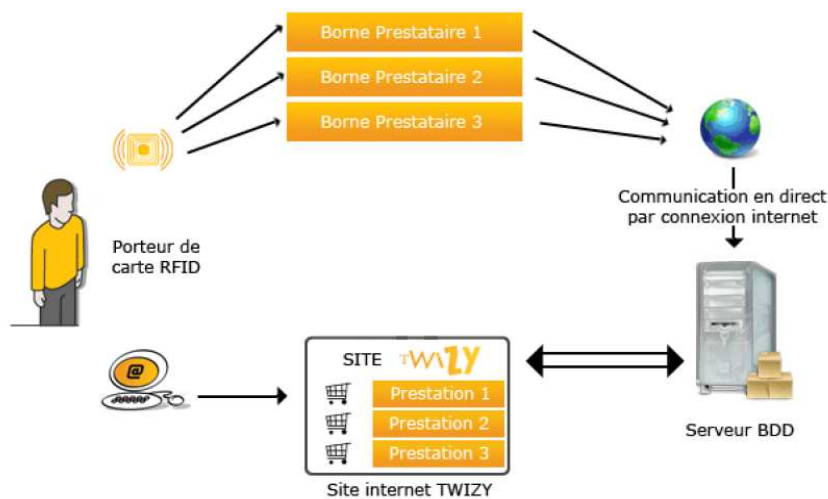 Borne Prestataire 1
Borne Prestataire 2
Borne Prestataire 3
Communication en direct
par connexion internet
Porteur de
carte RFID
@
SITE TWIZY
Prestation 1
Prestation 2
Prestation 3
Serveur BDD
Site internet TWIZY